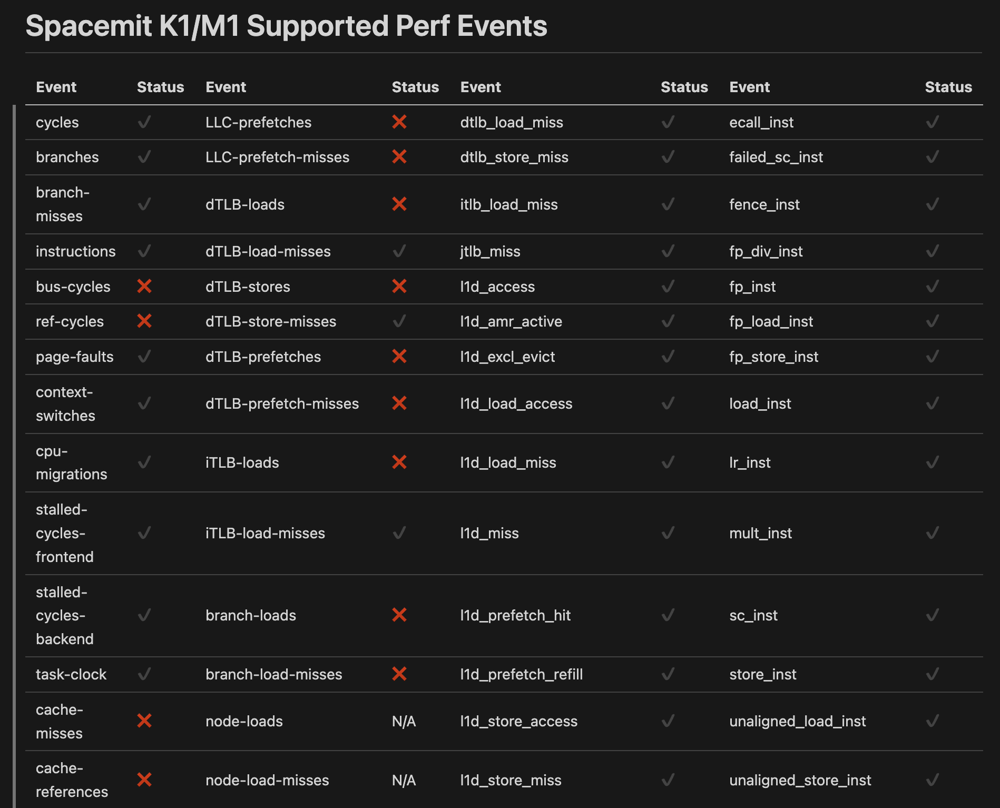 Spacemit K1/M1 Supported Perf Events
Event Status Event Status Event Status Event Status
cycles ✓ LLC-prefetches ❌ dtlb_load_miss ✓ ecall_inst ✓
branches ✓ LLC-prefetch-misses ❌ dtlb_store_miss ✓ failed_sc_inst ✓
branch-
misses ✓ dTLB-loads ❌ itlb_load_miss ✓ fence_inst ✓
instructions ✓ dTLB-load-misses ✓ jtlb_miss ✓ fp_div_inst ✓
bus-cycles ❌ dTLB-stores ❌ l1d_access ✓ fp_inst ✓
ref-cycles ❌ dTLB-store-misses ✓ l1d_amr_active ✓ fp_load_inst ✓
page-faults ✓ dTLB-prefetches ❌ l1d_excl_evict ✓ fp_store_inst ✓
context-
switches ✓ dTLB-prefetch-misses ❌ l1d_load_access ✓ load_inst ✓
cpu-
migrations ✓ iTLB-loads ❌ l1d_load_miss ✓ lr_inst ✓
stalled-
cycles-
frontend ✓ iTLB-load-misses ✓ l1d_miss ✓ mult_inst ✓
stalled-
cycles-
backend ✓ branch-loads ❌ l1d_prefetch_hit ✓ sc_inst ✓
task-clock ✓ branch-load-misses ❌ l1d_prefetch_refill ✓ store_inst ✓
cache-
misses ❌ node-loads N/A l1d_store_access ✓ unaligned_load_inst ✓
cache-
references ❌ node-load-misses N/A l1d_store_miss ✓ unaligned_store_inst ✓